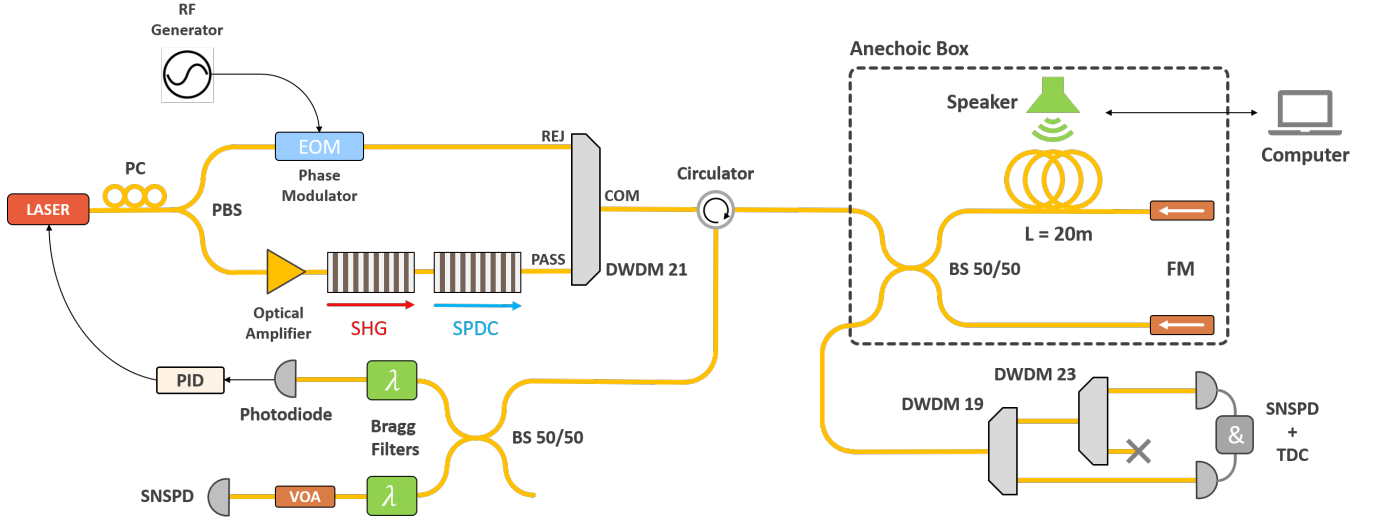 RF
Generator
Anechoic Box
Speaker
Computer
PC
LASER
EOM
Phase
Modulator
PBS
REJ
COM
PASS
DWDM 21
Circulator
L = 20m
BS 50/50
FM
Optical
Amplifier
SHG
SPDC
PID
Photodiode
λ
Bragg
Filters
BS 50/50
DWDM 23
DWDM 19
&
SNSPD
+
TDC
SNSPD
VOA
λ